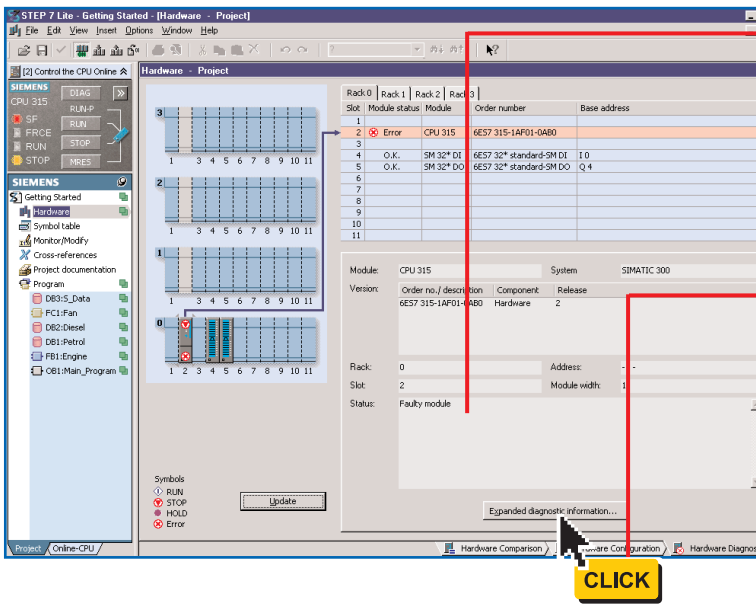 STEP 7 Lite - Getting Started - [Hardware - Project]
File Edit View Insert Options Window Help
?
[2] Control the CPU Online
Hardware - Project
SIEMENS
CPU 315
DIAG
SF
RUN-P
FRCE
RUN
RUN
STOP
STOP
MRES
SIEMENS
Getting Started
Hardware
Symbol table
Monitor/Modify
Cross-references
Project documentation
Program
DB3:S_Data
FC1:Fan
DB2:Diesel
DB1:Petrol
FB1:Engine
OB1:Main_Program
3
1 3 4 5 6 7 8 9 10 11
2
1 3 4 5 6 7 8 9 10 11
1
1 3 4 5 6 7 8 9 10 11
0
1 2 3 4 5 6 7 8 9 10 11
Symbols
RUN
STOP
HOLD
Error
Update
Rack 0 Rack 1 Rack 2 Rack 3
Slot Module status Module Order number Base address
1
2 Error CPU 315 6ES7 315-1AF01-0AB0
3
4 O.K. SM 32* DI 6ES7 32* standard-SM DI I 0
5 O.K. SM 32* DO 6ES7 32* standard-SM DO Q 4
6
7
8
9
10
11
Module: CPU 315 System SIMATIC 300
Version: Order no./ description Component Release
6ES7 315-1AF01-0AB0 Hardware 2
Rack: 0 Address: - - -
Slot: 2 Module width: 1
Status: Faulty module
Expanded diagnostic information...
Project Online-CPU
Hardware Comparison Hardware Configuration Hardware Diagnos
CLICK